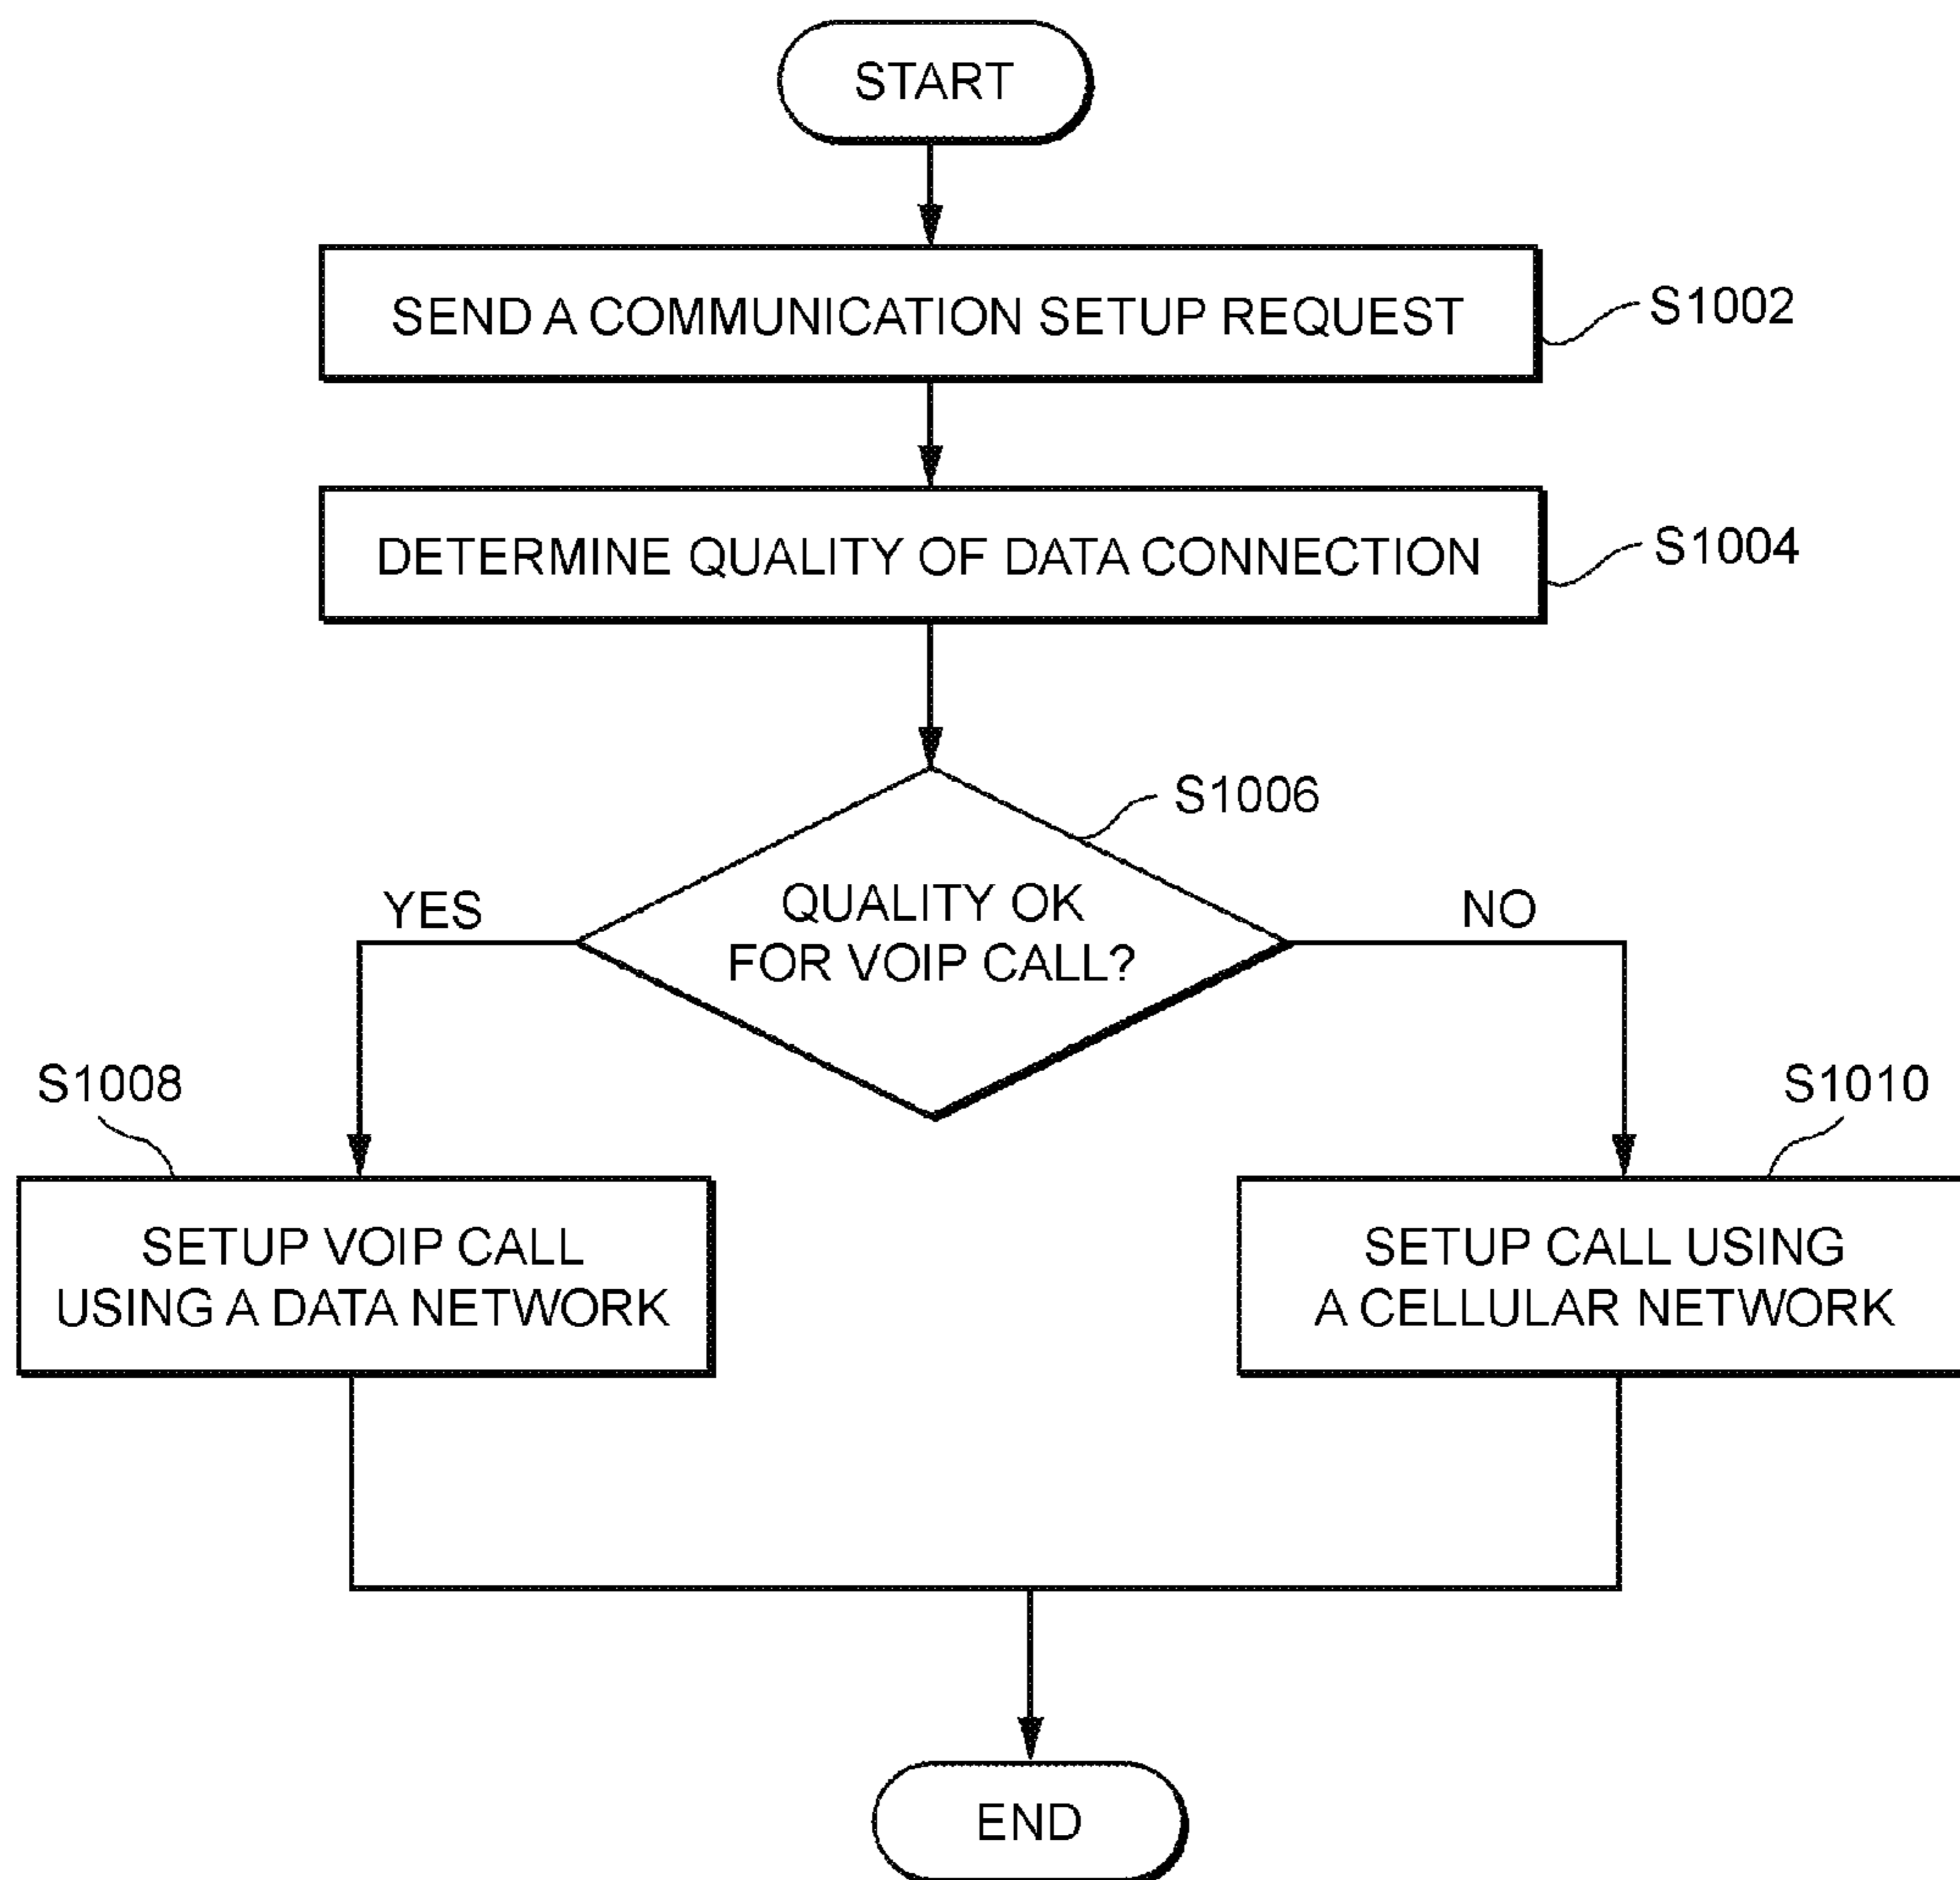 START
SEND A COMMUNICATION SETUP REQUEST
S1002
DETERMINE QUALITY OF DATA CONNECTION
S1004
S1006
QUALITY OK
FOR VOIP CALL?
YES
NO
S1008
SETUP VOIP CALL
USING A DATA NETWORK
S1010
SETUP CALL USING
A CELLULAR NETWORK
END